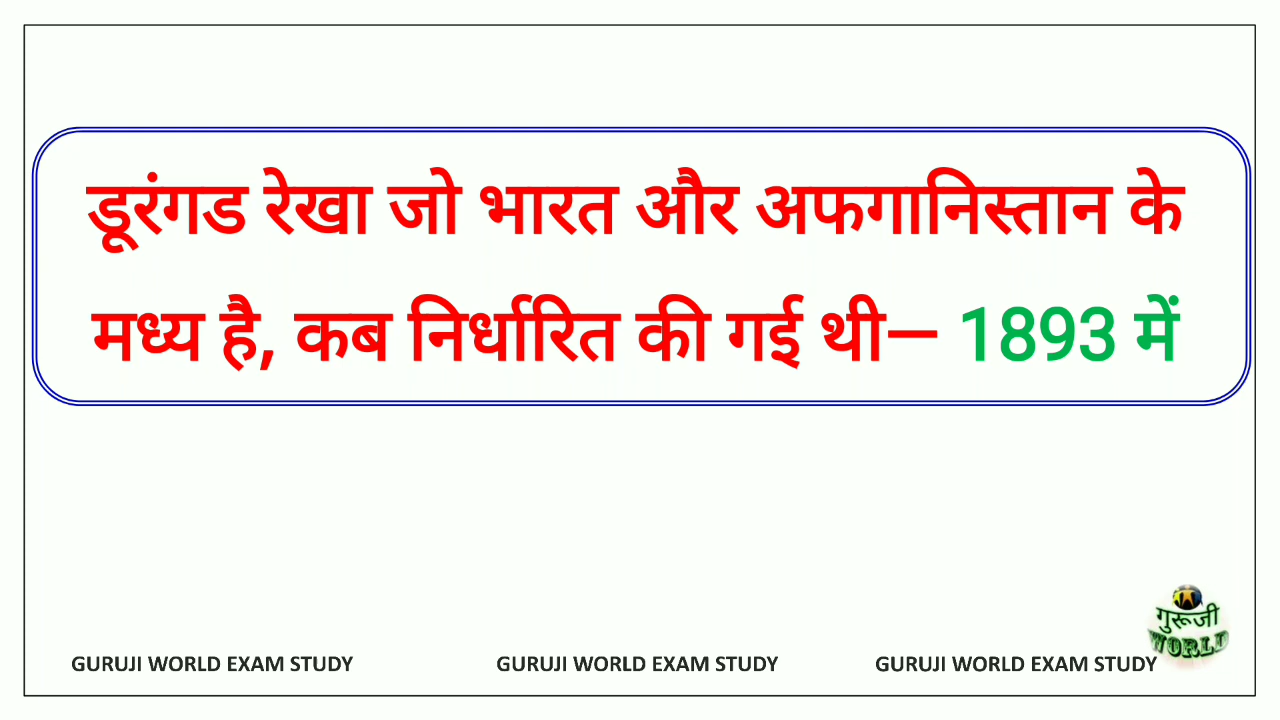 डूरंगड रेखा जो भारत और अफगानिस्तान के
मध्य है, कब निर्धारित की गई थी— 1893 में
गुरूजी
WORLD
GURUJI WORLD EXAM STUDY GURUJI WORLD EXAM STUDY GURUJI WORLD EXAM STUDY